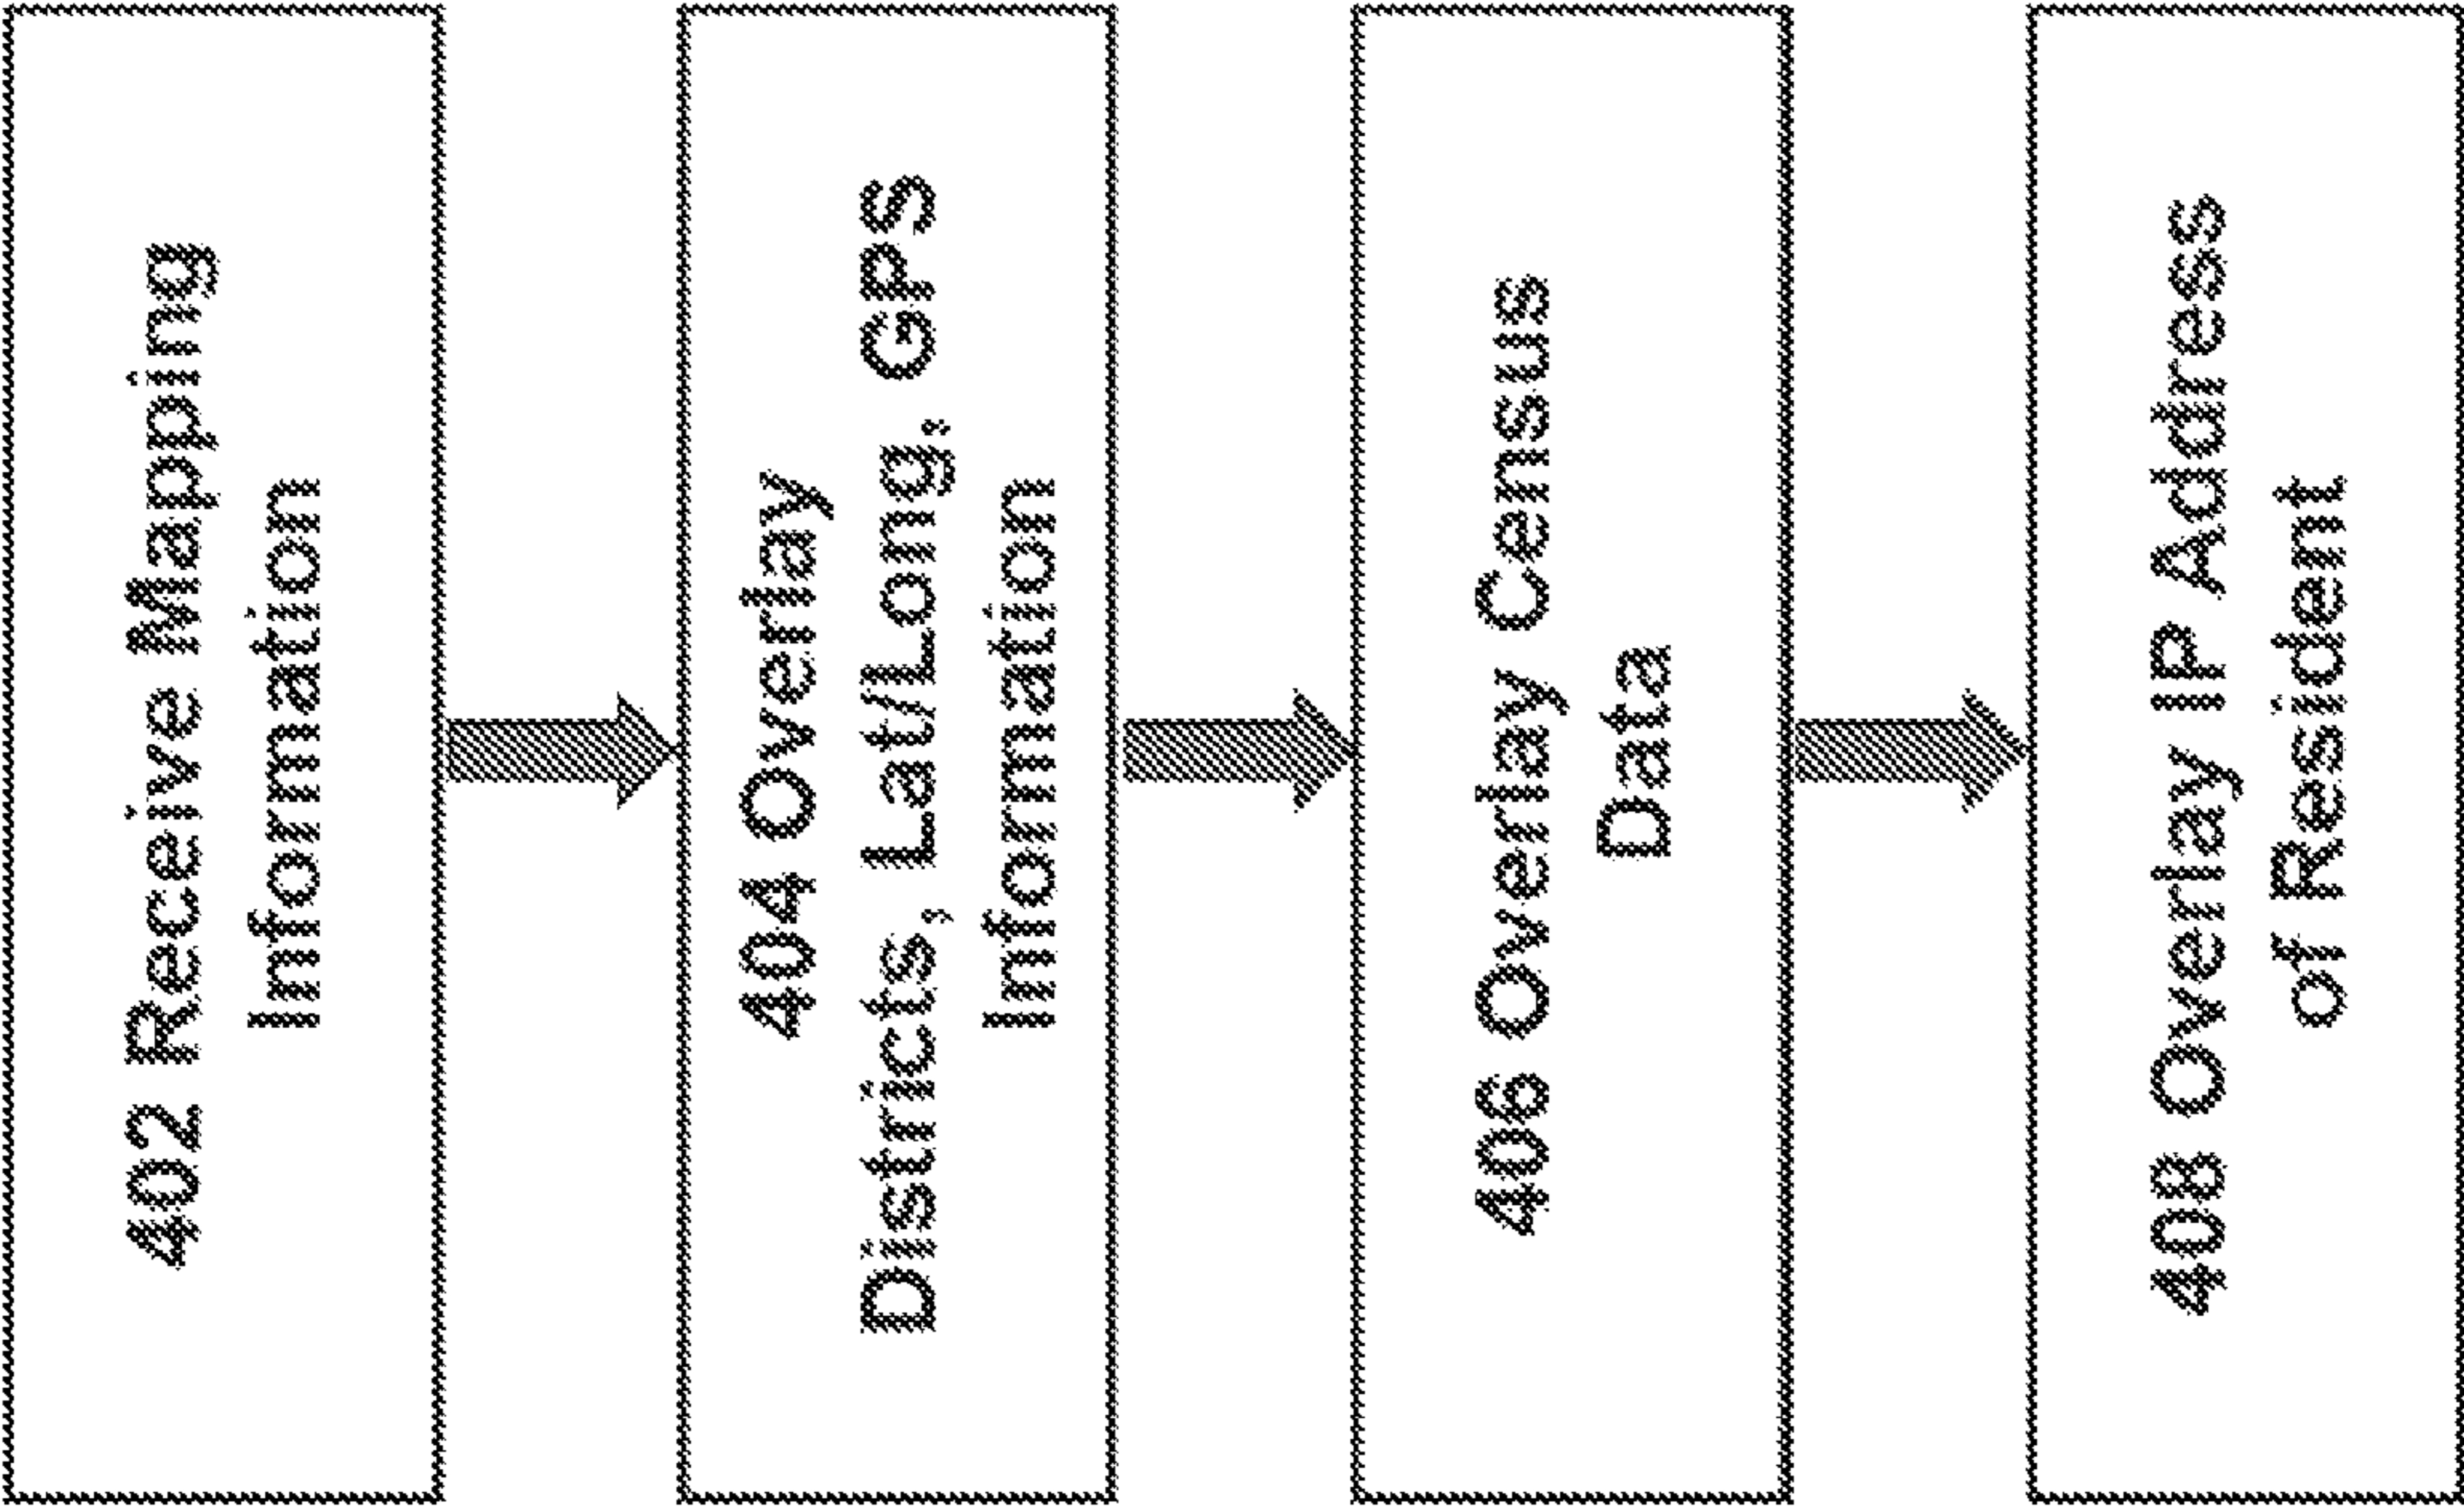 402 Receive Mapping
Information
404 Overlay
Districts, Lat/Long, GPS
Information
406 Overlay Census
Data
408 Overlay IP Address
of Resident